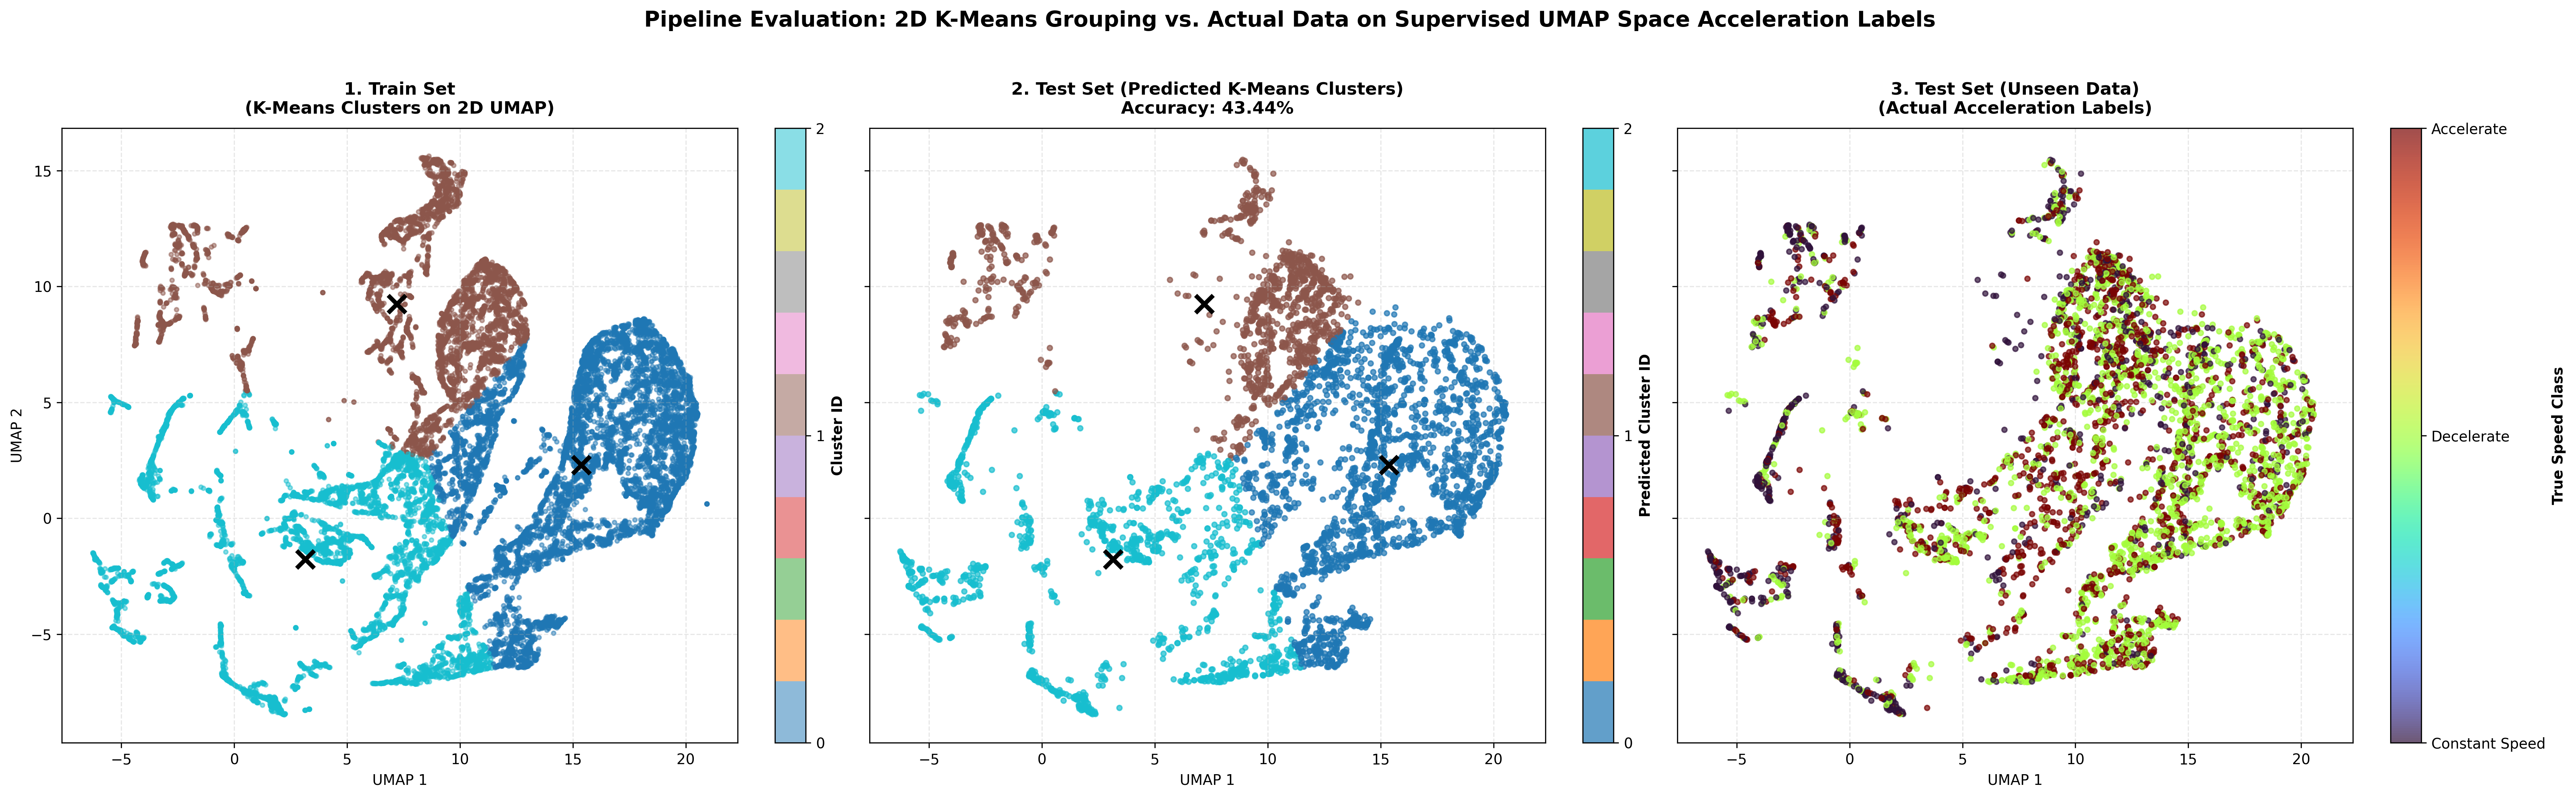 Pipeline Evaluation: 2D K-Means Grouping vs. Actual Data on Supervised UMAP Space Acceleration Labels
1. Train Set
(K-Means Clusters on 2D UMAP)
15
10
5
0
−5
UMAP 2
−5 0 5 10 15 20
UMAP 1
2
1
0
Cluster ID
2. Test Set (Predicted K-Means Clusters)
Accuracy: 43.44%
−5 0 5 10 15 20
UMAP 1
2
1
0
Predicted Cluster ID
3. Test Set (Unseen Data)
(Actual Acceleration Labels)
−5 0 5 10 15 20
UMAP 1
Accelerate
Decelerate
Constant Speed
True Speed Class